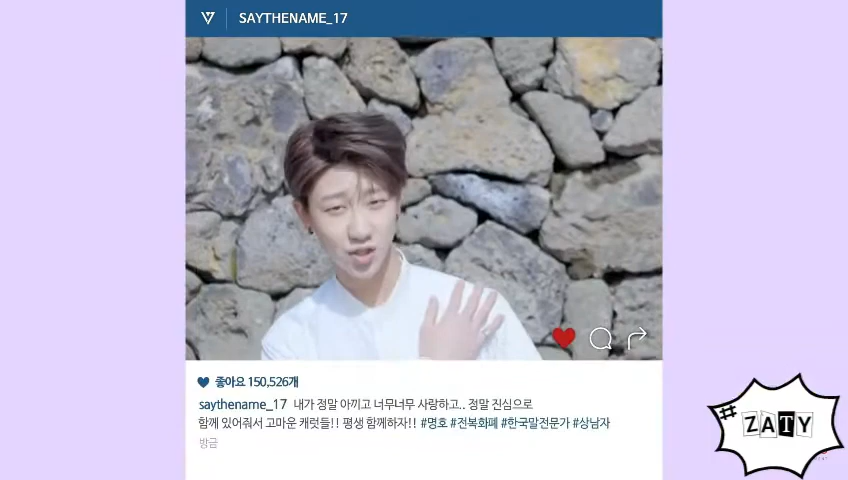 SAYTHENAME_17
좋아요 150,526개
saythename_17 내가 정말 아끼고 너무너무 사랑하고.. 정말 진심으로
함께 있어줘서 고마운 캐럿들!! 평생 함께하자!! #명호 #전복화폐 #한국말전문가 #상남자
방금
#ZATY